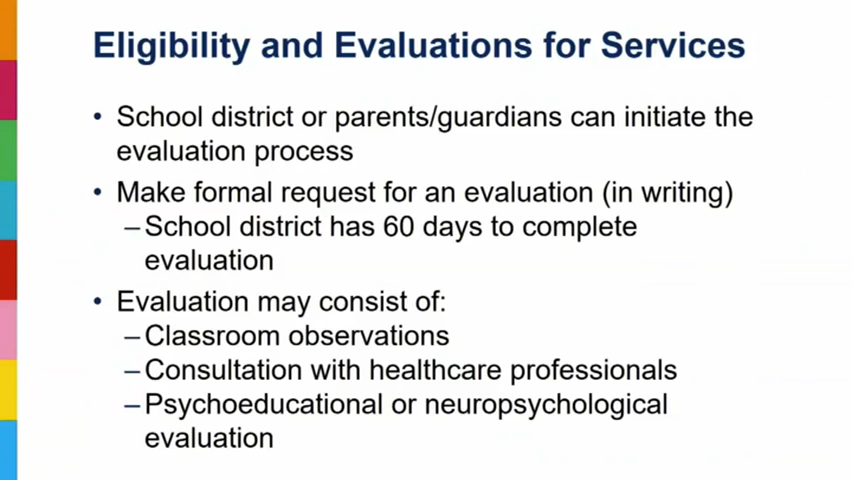 Eligibility and Evaluations for Services
• School district or parents/guardians can initiate the
evaluation process
• Make formal request for an evaluation (in writing)
–School district has 60 days to complete
evaluation
• Evaluation may consist of:
–Classroom observations
–Consultation with healthcare professionals
–Psychoeducational or neuropsychological
evaluation